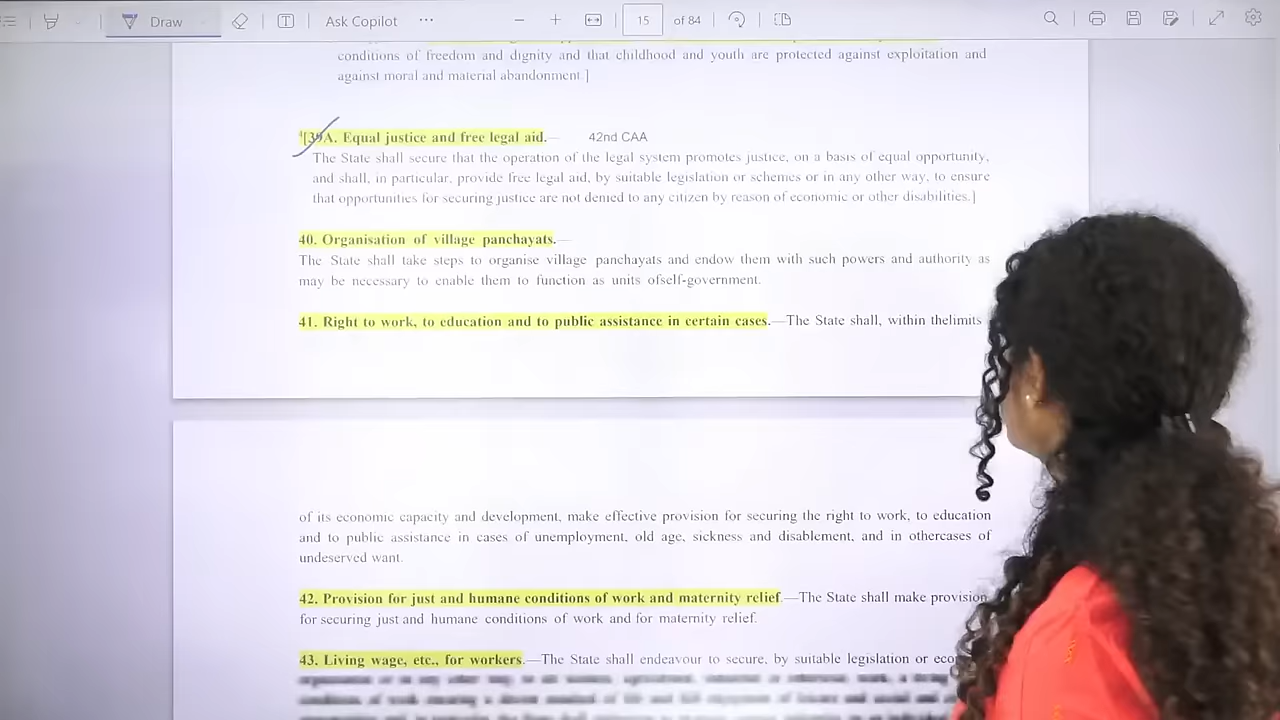 Draw
Ask Copilot
15 of 84
conditions of freedom and dignity and that childhood and youth are protected against exploitation and
against moral and material abandonment.]
4[39A. Equal justice and free legal aid.— 42nd CAA
The State shall secure that the operation of the legal system promotes justice, on a basis of equal opportunity,
and shall, in particular, provide free legal aid, by suitable legislation or schemes or in any other way, to ensure
that opportunities for securing justice are not denied to any citizen by reason of economic or other disabilities.]
40. Organisation of village panchayats.—
The State shall take steps to organise village panchayats and endow them with such powers and authority as
may be necessary to enable them to function as units ofself-government.
41. Right to work, to education and to public assistance in certain cases.—The State shall, within thelimits
of its economic capacity and development, make effective provision for securing the right to work, to education
and to public assistance in cases of unemployment, old age, sickness and disablement, and in othercases of
undeserved want.
42. Provision for just and humane conditions of work and maternity relief.—The State shall make provision
for securing just and humane conditions of work and for maternity relief.
43. Living wage, etc., for workers.—The State shall endeavour to secure, by suitable legislation or